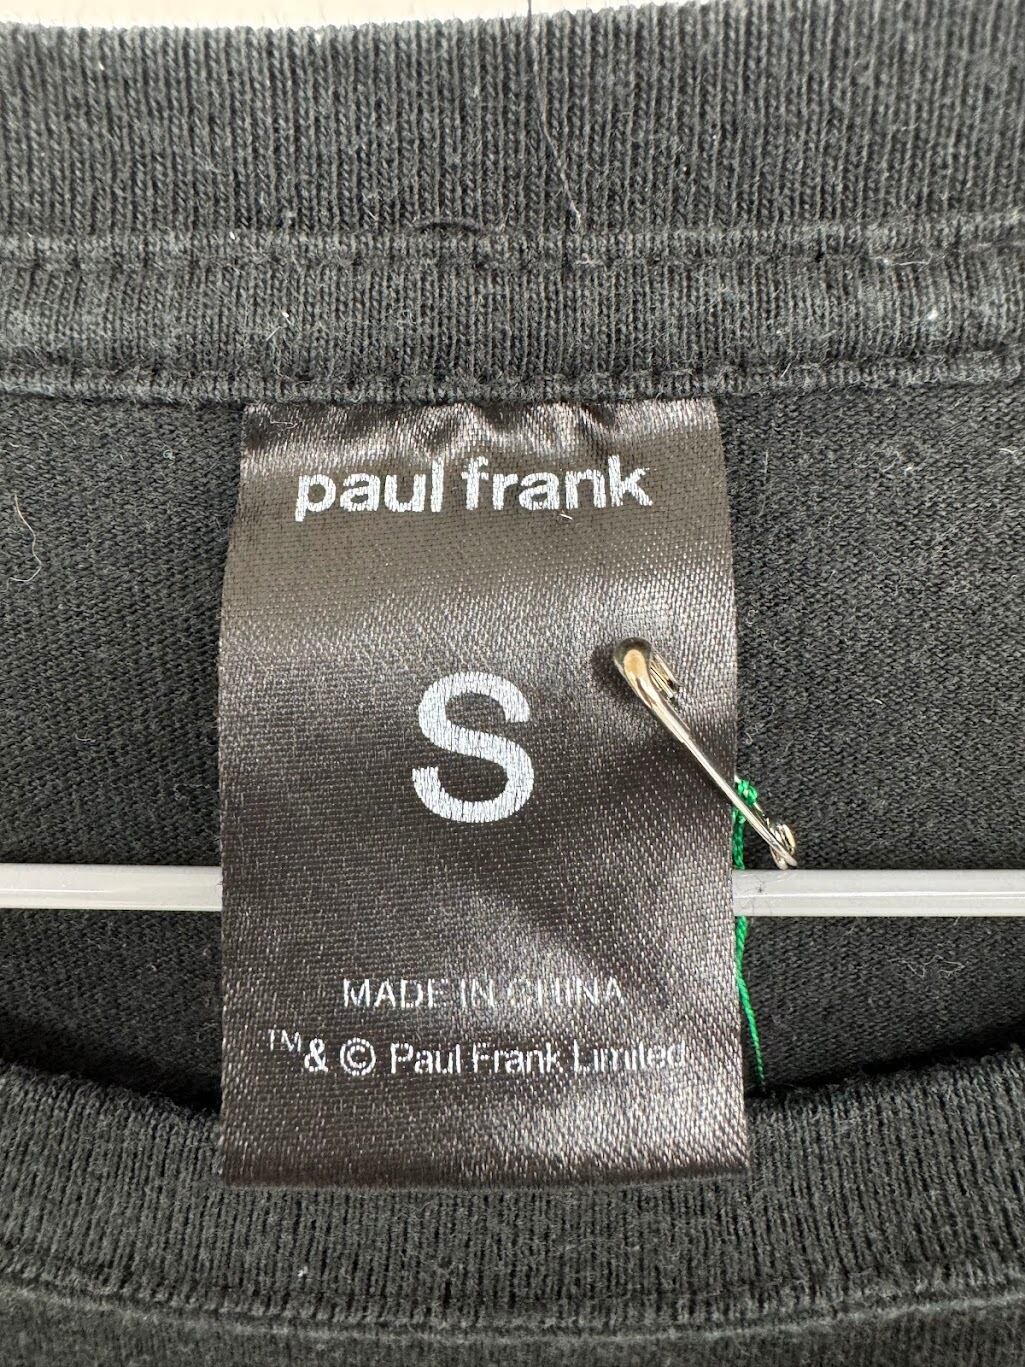 paul frank
S
MADE IN CHINA
™& © Paul Frank Limited